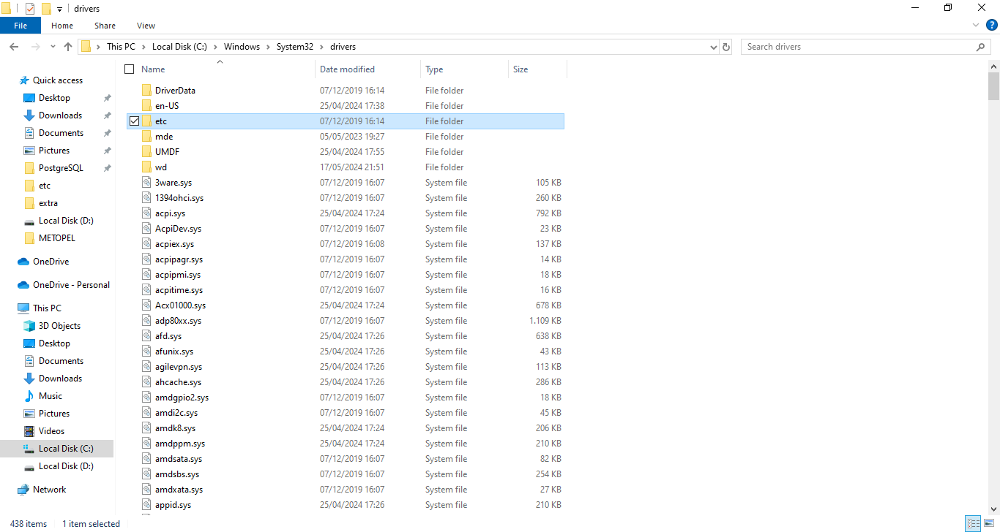 drivers
File Home Share View
This PC Local Disk (C:) Windows System32 drivers
Search drivers
Quick access
Desktop
Downloads
Documents
Pictures
PostgreSQL
etc
extra
Local Disk (D:)
METOPEL
OneDrive
OneDrive - Personal
This PC
3D Objects
Desktop
Documents
Downloads
Music
Pictures
Videos
Local Disk (C:)
Local Disk (D:)
Network
Name Date modified Type Size
DriverData 07/12/2019 16:14 File folder
en-US 25/04/2024 17:38 File folder
etc 07/12/2019 16:14 File folder
mde 05/05/2023 19:27 File folder
UMDF 25/04/2024 17:55 File folder
wd 17/05/2024 21:51 File folder
3ware.sys 07/12/2019 16:07 System file 105 KB
1394ohci.sys 07/12/2019 16:07 System file 260 KB
acpi.sys 25/04/2024 17:24 System file 792 KB
AcpiDev.sys 07/12/2019 16:07 System file 23 KB
acpiex.sys 07/12/2019 16:08 System file 137 KB
acpipagr.sys 07/12/2019 16:07 System file 14 KB
acpipmi.sys 07/12/2019 16:07 System file 18 KB
acpitime.sys 07/12/2019 16:07 System file 16 KB
Acx01000.sys 25/04/2024 17:24 System file 678 KB
adp80xx.sys 07/12/2019 16:07 System file 1.109 KB
afd.sys 25/04/2024 17:26 System file 638 KB
afunix.sys 25/04/2024 17:26 System file 43 KB
agilevpn.sys 25/04/2024 17:26 System file 113 KB
ahcache.sys 25/04/2024 17:26 System file 286 KB
amdgpio2.sys 07/12/2019 16:07 System file 18 KB
amdi2c.sys 07/12/2019 16:07 System file 45 KB
amdk8.sys 25/04/2024 17:24 System file 206 KB
amdppm.sys 25/04/2024 17:24 System file 210 KB
amdsata.sys 07/12/2019 16:07 System file 82 KB
amdsbs.sys 07/12/2019 16:07 System file 254 KB
amdxata.sys 07/12/2019 16:07 System file 27 KB
appid.sys 25/04/2024 17:26 System file 210 KB
438 items 1 item selected